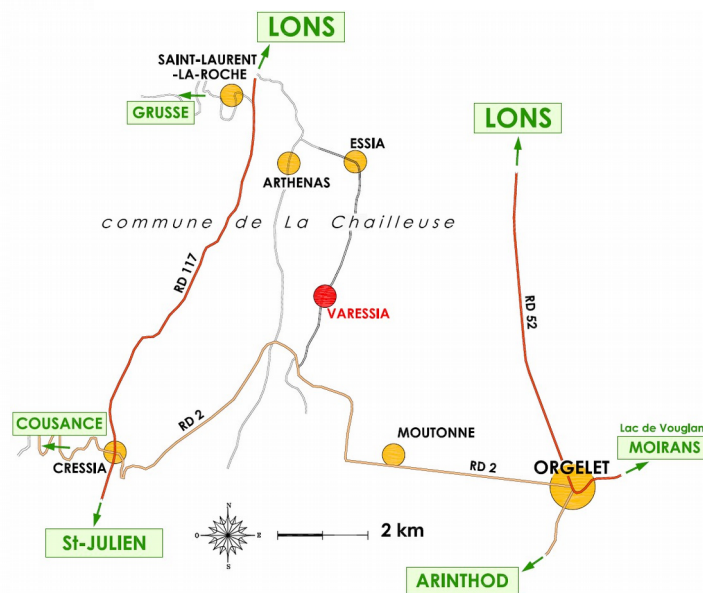 LONS
SAINT-LAURENT
-LA-ROCHE
GRUSSE
LONS
ESSIA
ARTHENAS
commune de La Chailleuse
RD 117
VARESSIA
RD 52
COUSANCE
RD 2
CRESSIA
MOUTONNE
RD 2
ORGELET
Lac de Vouglan
MOIRANS
St-JULIEN
N
O
E
S
2 km
ARINTHOD